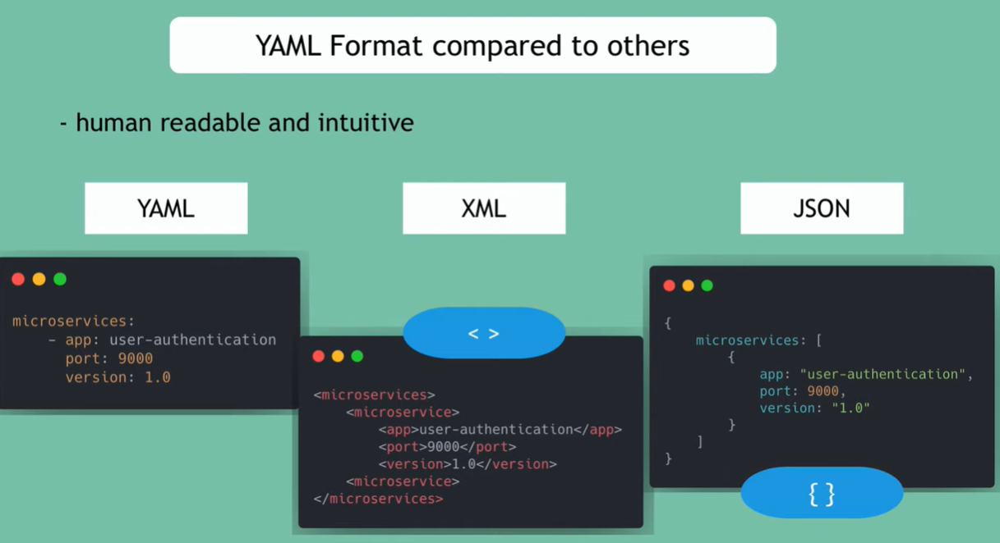 YAML Format compared to others
- human readable and intuitive
YAML
microservices:
    - app: user-authentication
      port: 9000
      version: 1.0
XML
< >
<microservices>
    <microservice>
        <app>user-authentication</app>
        <port>9000</port>
        <version>1.0</version>
    <microservice>
</microservices>
JSON
{
    microservices: [
        {
            app: "user-authentication",
            port: 9000,
            version: "1.0"
        }
    ]
}
{}